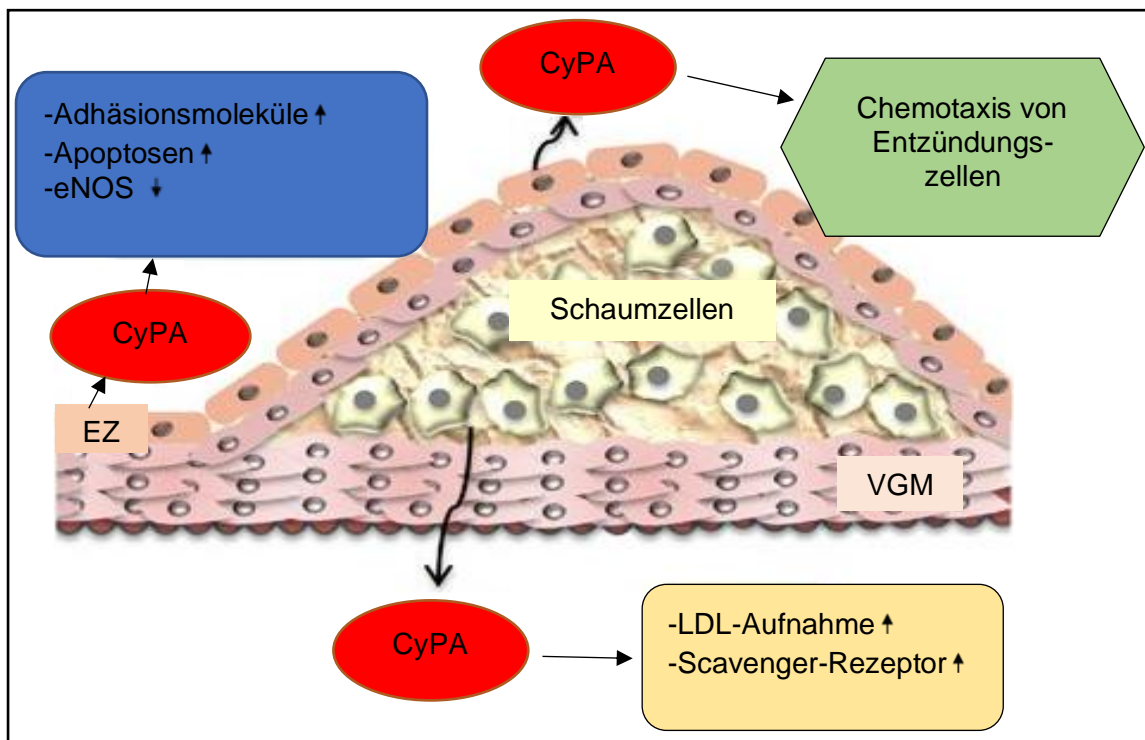 CyPA
-Adhäsionsmoleküle ↑
-Apoptosen ↑
-eNOS ↓
Chemotaxis von
Entzündungs-
zellen
CyPA
Schaumzellen
EZ
VGM
CyPA
-LDL-Aufnahme ↑
-Scavenger-Rezeptor ↑